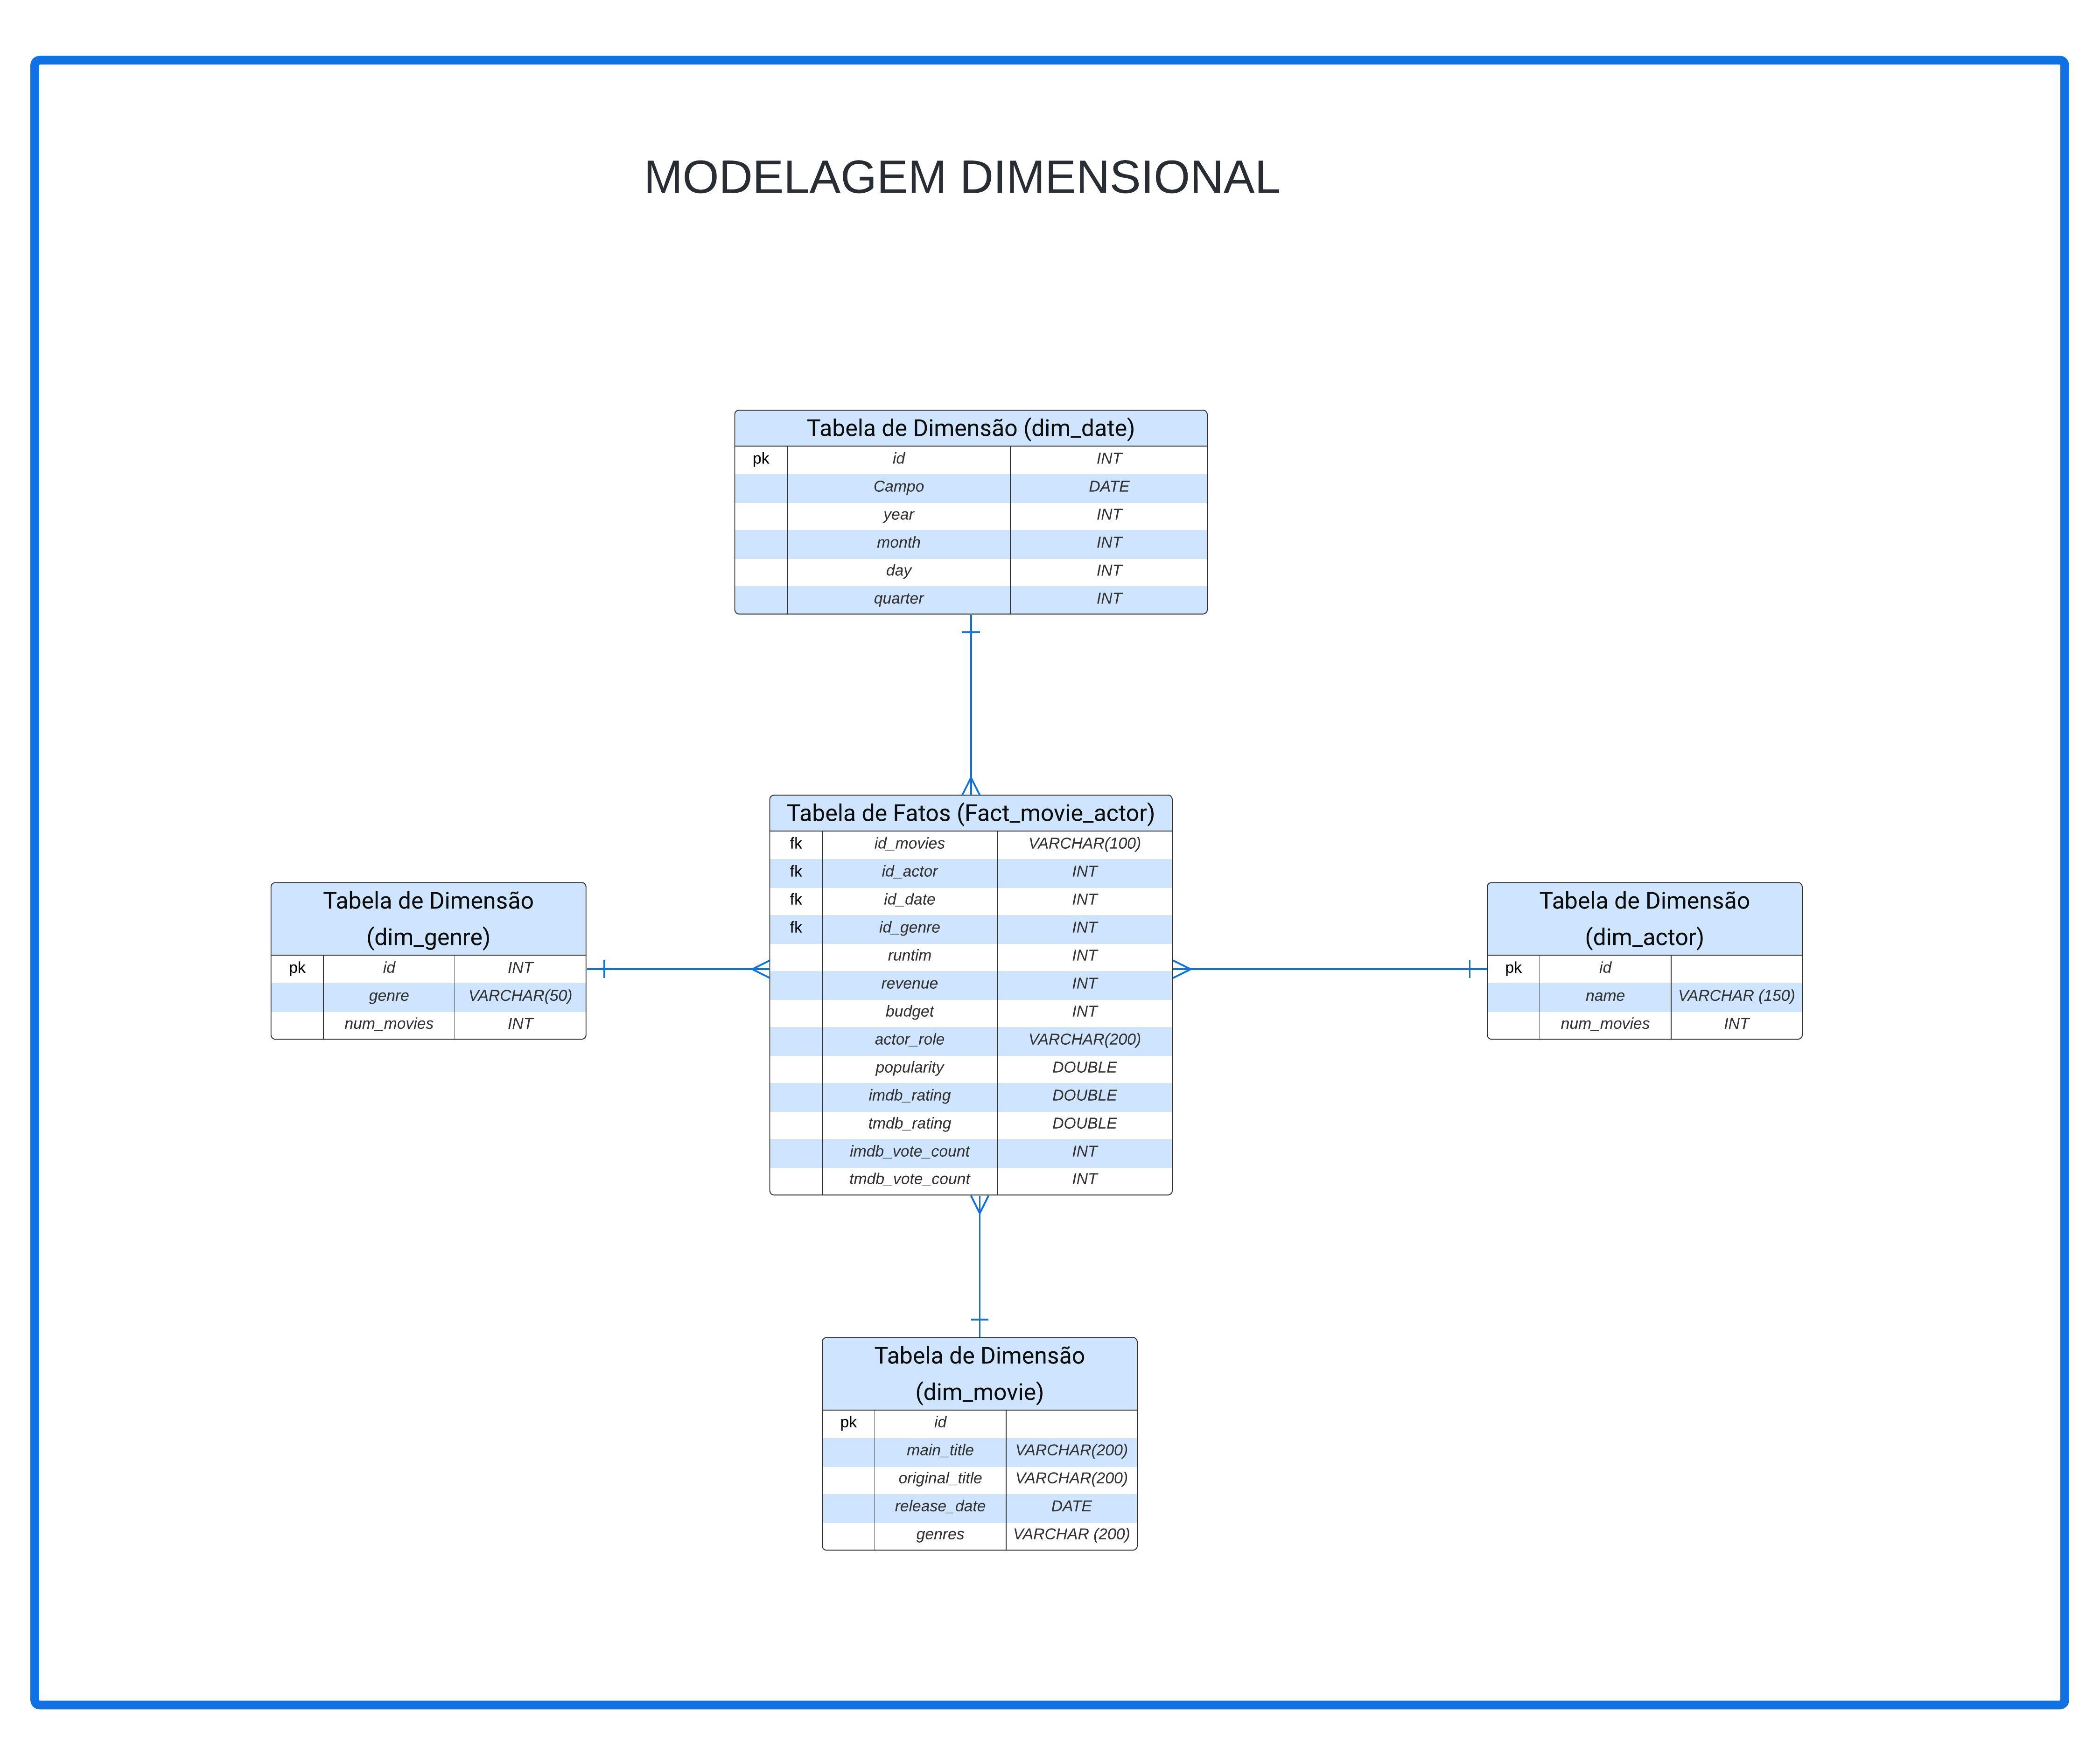 MODELAGEM DIMENSIONAL
Tabela de Dimensão (dim_date)
pk id INT
Campo DATE
year INT
month INT
day INT
quarter INT
Tabela de Fatos (Fact_movie_actor)
fk id_movies VARCHAR(100)
fk id_actor INT
fk id_date INT
fk id_genre INT
runtim INT
revenue INT
budget INT
actor_role VARCHAR(200)
popularity DOUBLE
imdb_rating DOUBLE
tmdb_rating DOUBLE
imdb_vote_count INT
tmdb_vote_count INT
Tabela de Dimensão
(dim_genre)
pk id INT
genre VARCHAR(50)
num_movies INT
Tabela de Dimensão
(dim_actor)
pk id
name VARCHAR (150)
num_movies INT
Tabela de Dimensão
(dim_movie)
pk id
main_title VARCHAR(200)
original_title VARCHAR(200)
release_date DATE
genres VARCHAR (200)